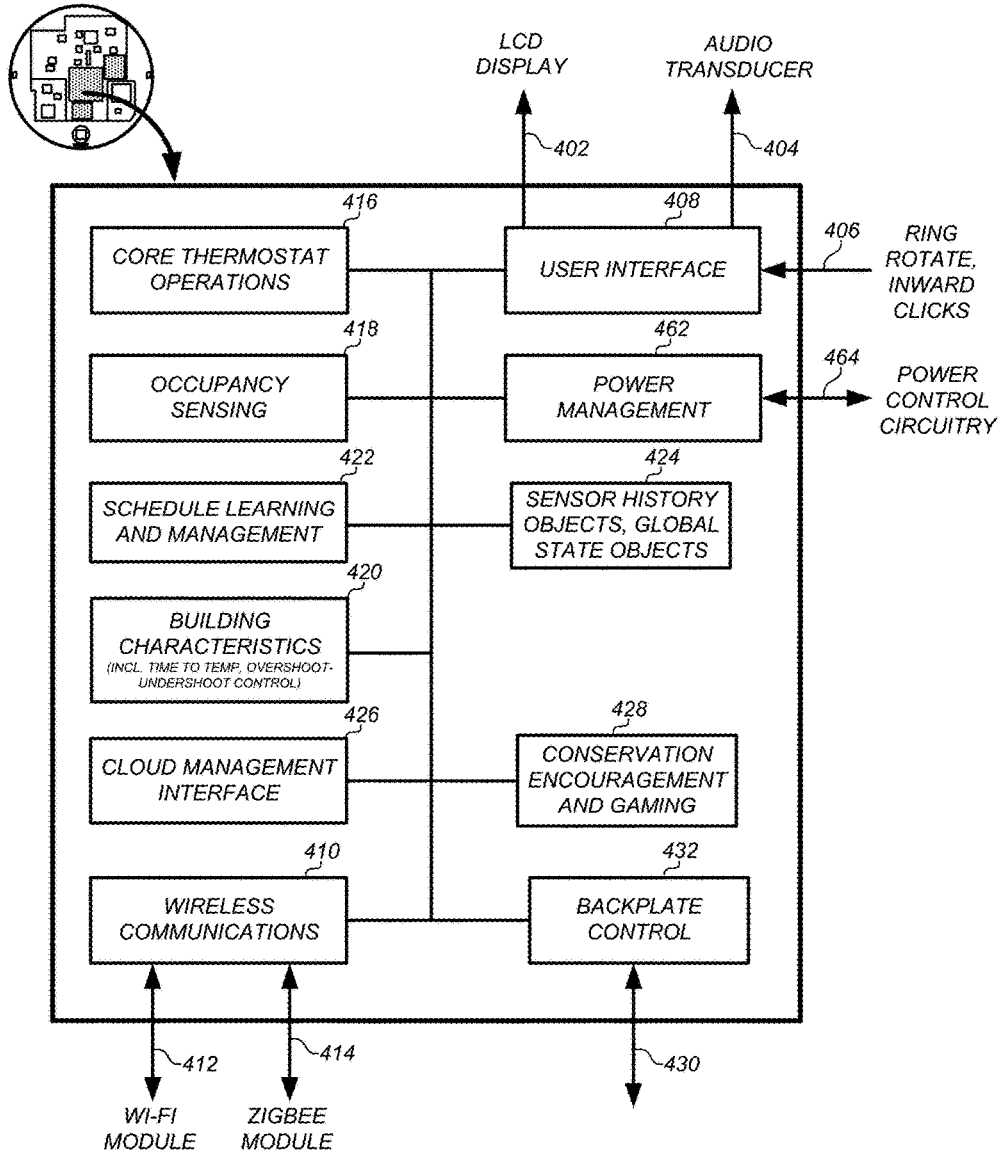 LCD
DISPLAY
AUDIO
TRANSDUCER
402
404
416
CORE THERMOSTAT
OPERATIONS
408
USER INTERFACE
406
RING
ROTATE,
INWARD
CLICKS
418
OCCUPANCY
SENSING
462
POWER
MANAGEMENT
464
POWER
CONTROL
CIRCUITRY
422
SCHEDULE LEARNING
AND MANAGEMENT
424
SENSOR HISTORY
OBJECTS, GLOBAL
STATE OBJECTS
420
BUILDING
CHARACTERISTICS
(INCL. TIME TO TEMP, OVERSHOOT-
UNDERSHOOT CONTROL)
426
CLOUD MANAGEMENT
INTERFACE
428
CONSERVATION
ENCOURAGEMENT
AND GAMING
410
WIRELESS
COMMUNICATIONS
432
BACKPLATE
CONTROL
412
414
430
WI-FI
MODULE
ZIGBEE
MODULE